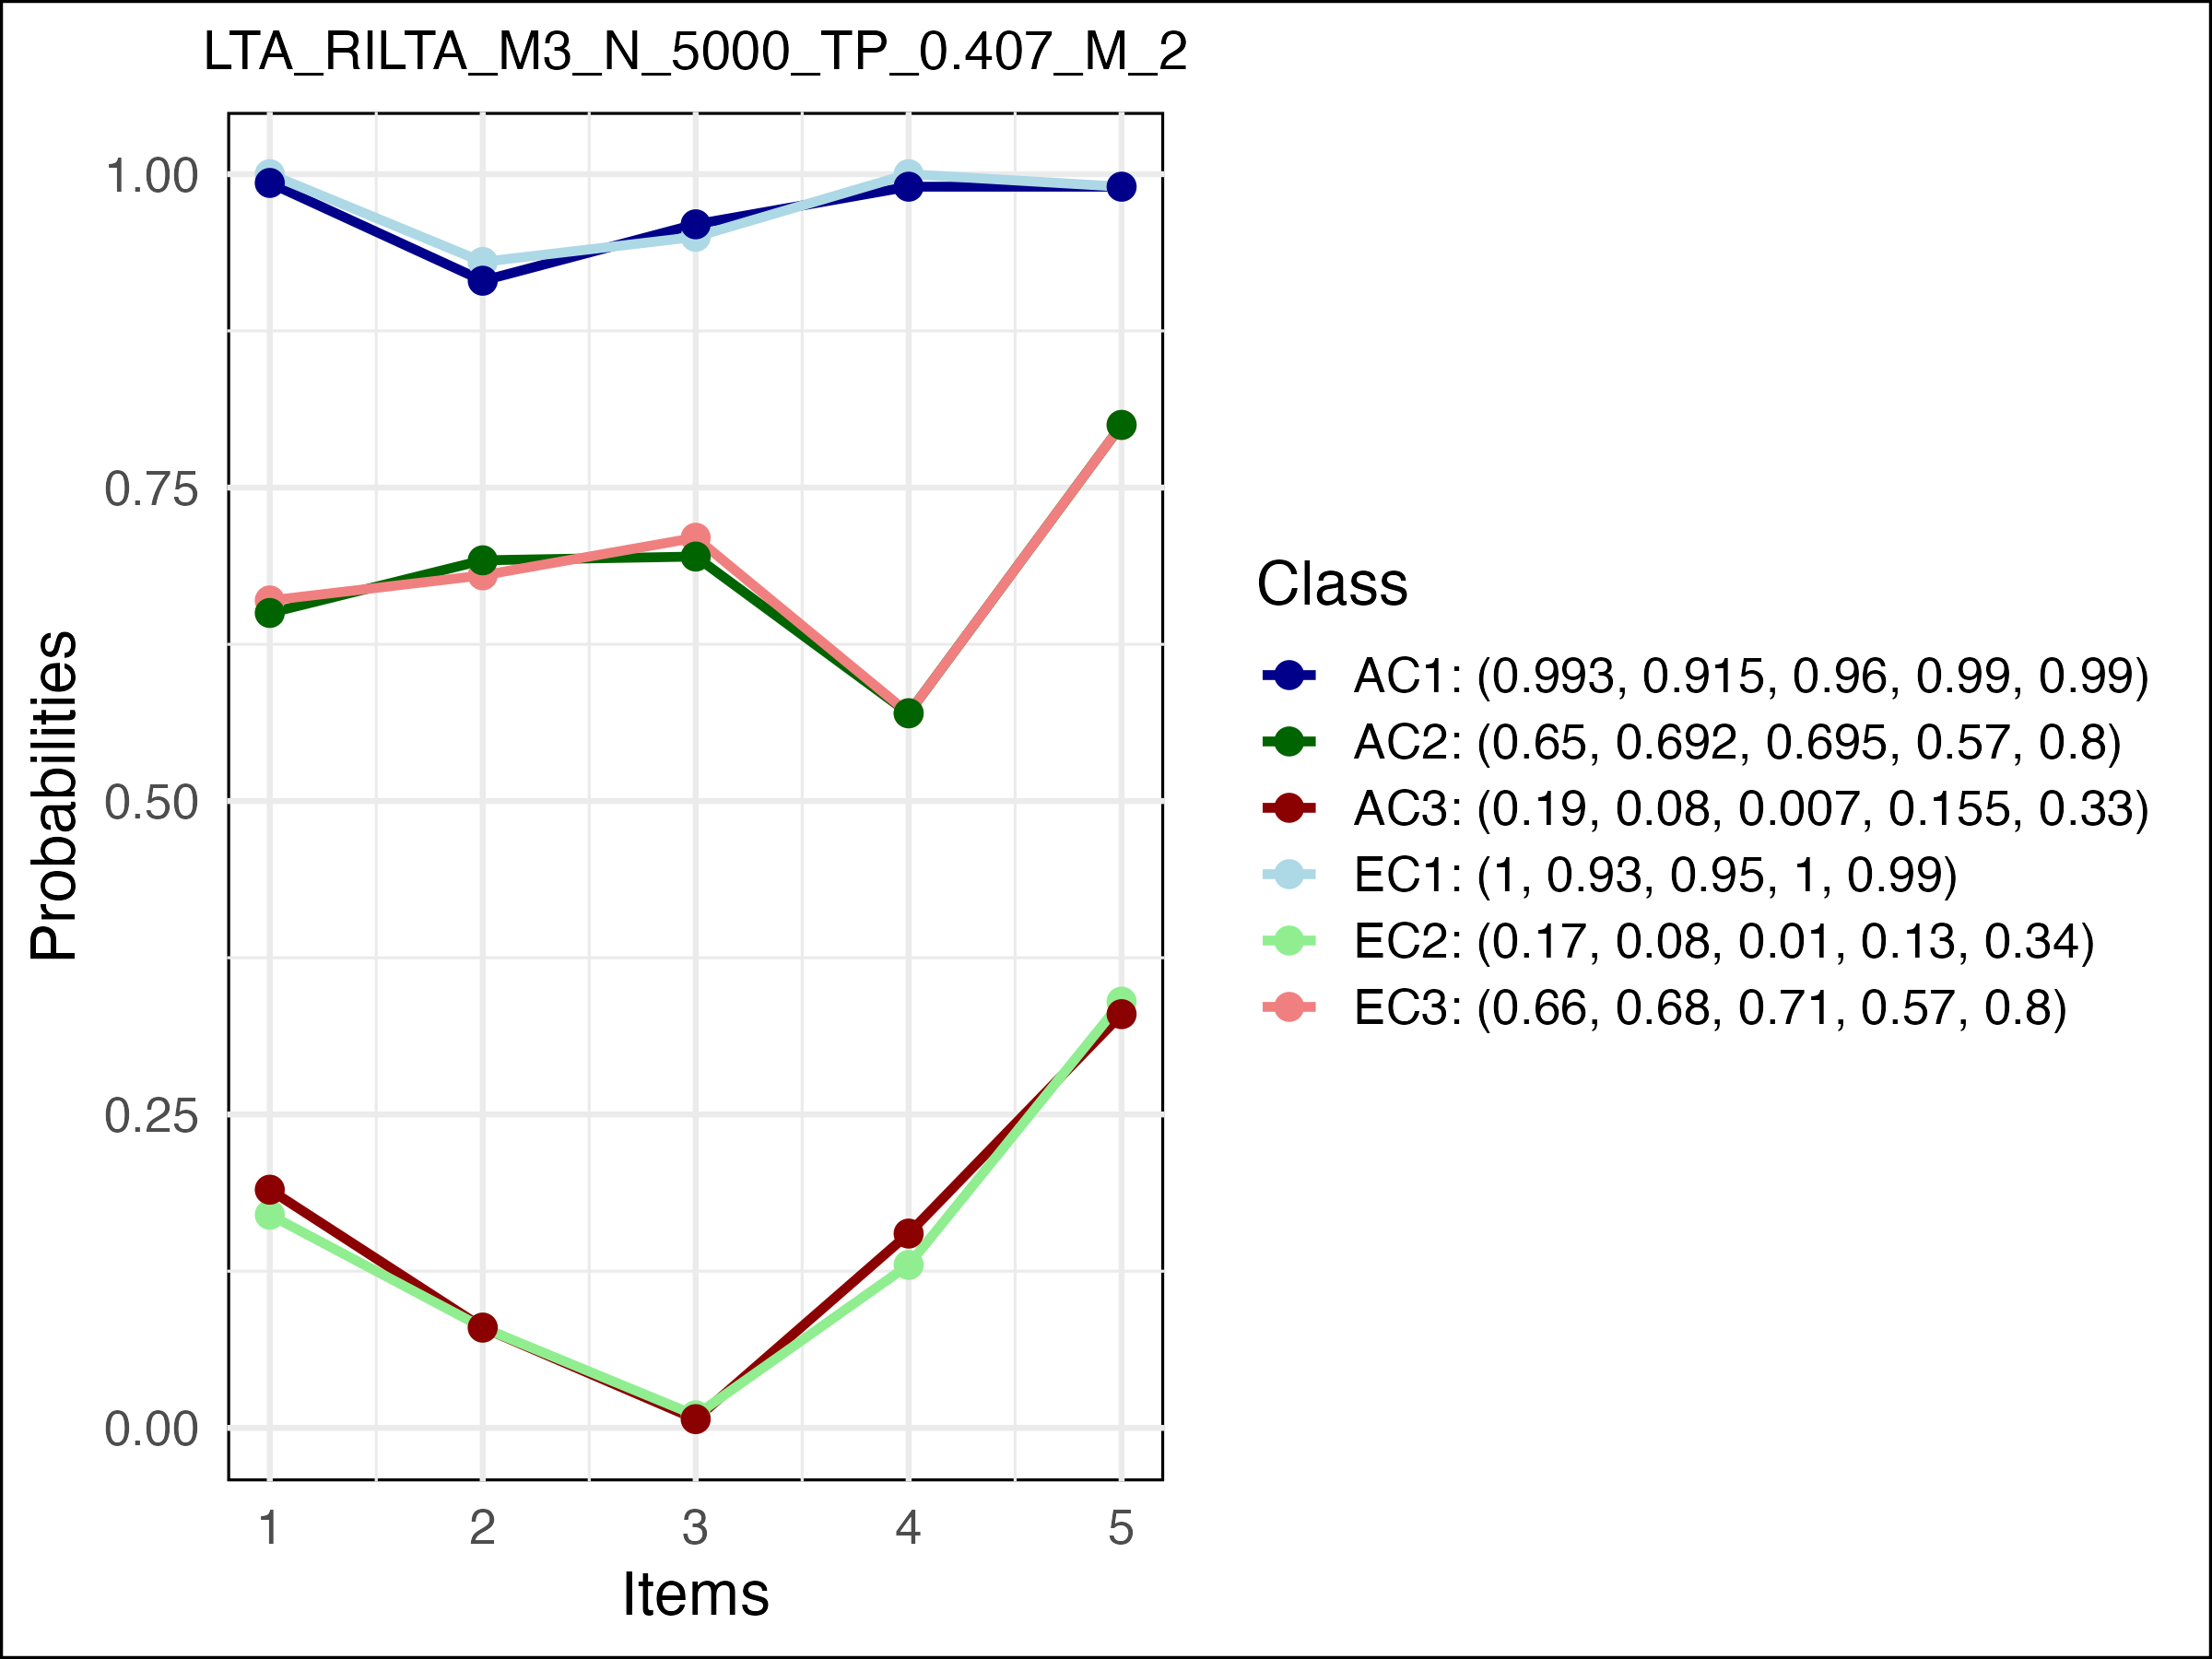 LTA_RILTA_M3_N_5000_TP_0.407_M_2
1.00
0.75
0.50
0.25
0.00
Probabilities
1 2 3 4 5
Items
Class
AC1: (0.993, 0.915, 0.96, 0.99, 0.99)
AC2: (0.65, 0.692, 0.695, 0.57, 0.8)
AC3: (0.19, 0.08, 0.007, 0.155, 0.33)
EC1: (1, 0.93, 0.95, 1, 0.99)
EC2: (0.17, 0.08, 0.01, 0.13, 0.34)
EC3: (0.66, 0.68, 0.71, 0.57, 0.8)